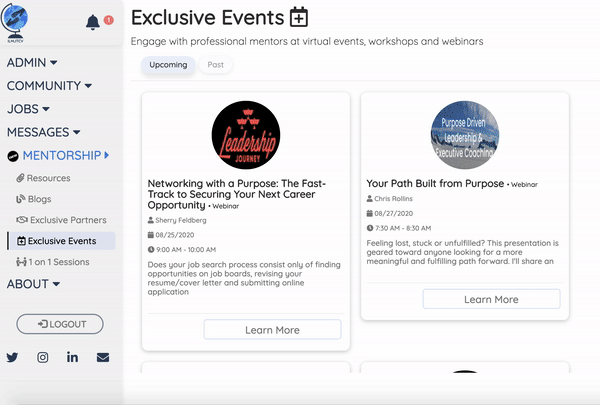 Exclusive Events
Engage with professional mentors at virtual events, workshops and webinars
Upcoming
Past
1
ADMIN
COMMUNITY
JOBS
MESSAGES
MENTORSHIP
Resources
Blogs
Exclusive Partners
Exclusive Events
1 on 1 Sessions
ABOUT
LOGOUT
Leadership
JOURNEY
Networking with a Purpose: The Fast-
Track to Securing Your Next Career
Opportunity • Webinar
Sherry Feldberg
08/25/2020
9:00 AM - 10:00 AM
Does your job search process consist only of finding
opportunities on job boards, revising your
resume/cover letter and submitting online
application
Learn More
Purpose Driven
Leadership &
Executive Coaching
Your Path Built from Purpose • Webinar
Chris Rollins
08/27/2020
7:30 AM - 8:30 AM
Feeling lost, stuck or unfulfilled? This presentation is
geared toward anyone looking for a more
meaningful and fulfilling path forward. I'll share an
Learn More